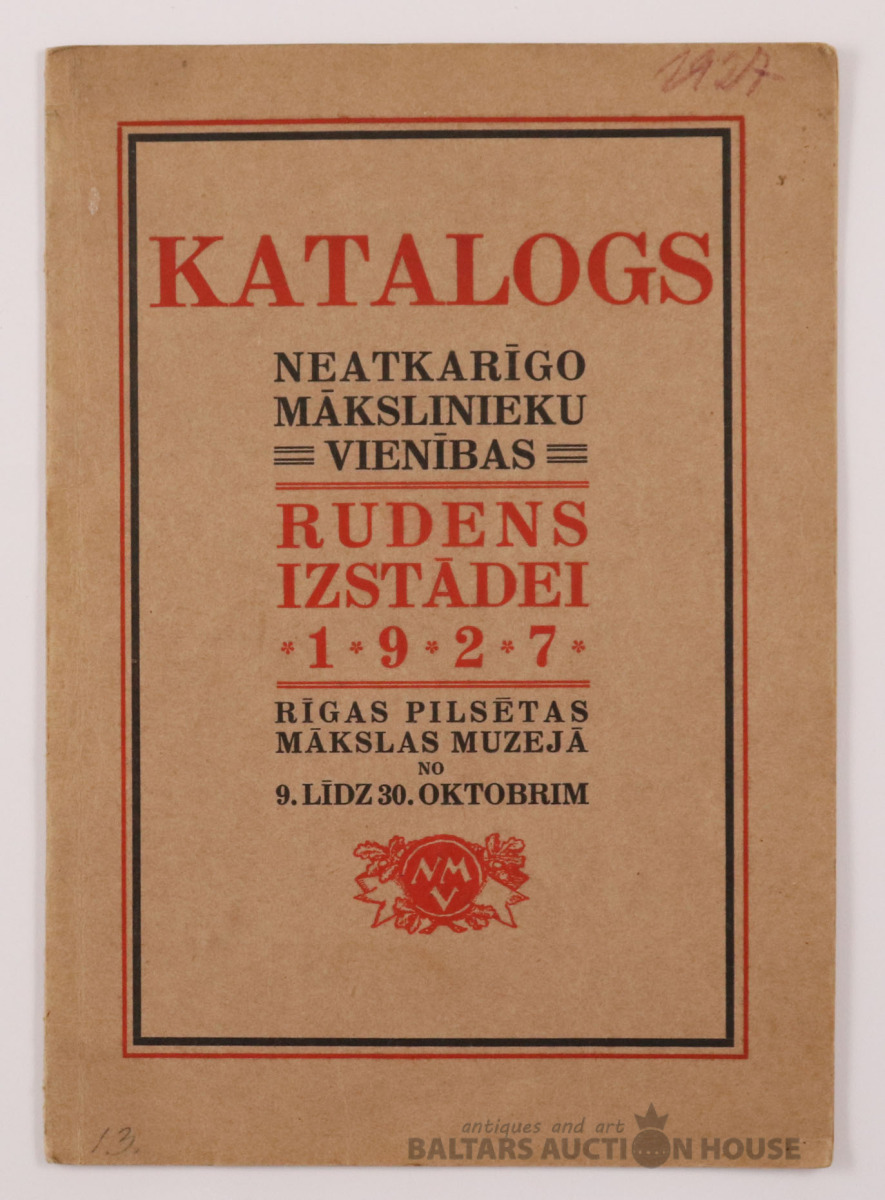 1927
KATALOGS
NEATKARĪGO
MĀKSLINIEKU
VIENĪBAS
RUDENS
IZSTĀDEI
*1*9*2*7*
RĪGAS PILSĒTAS
MĀKSLAS MUZEJĀ
NO
9. LĪDZ 30. OKTOBRIM
NM
V
13.
antiques and art
BALTARS AUCTION HOUSE